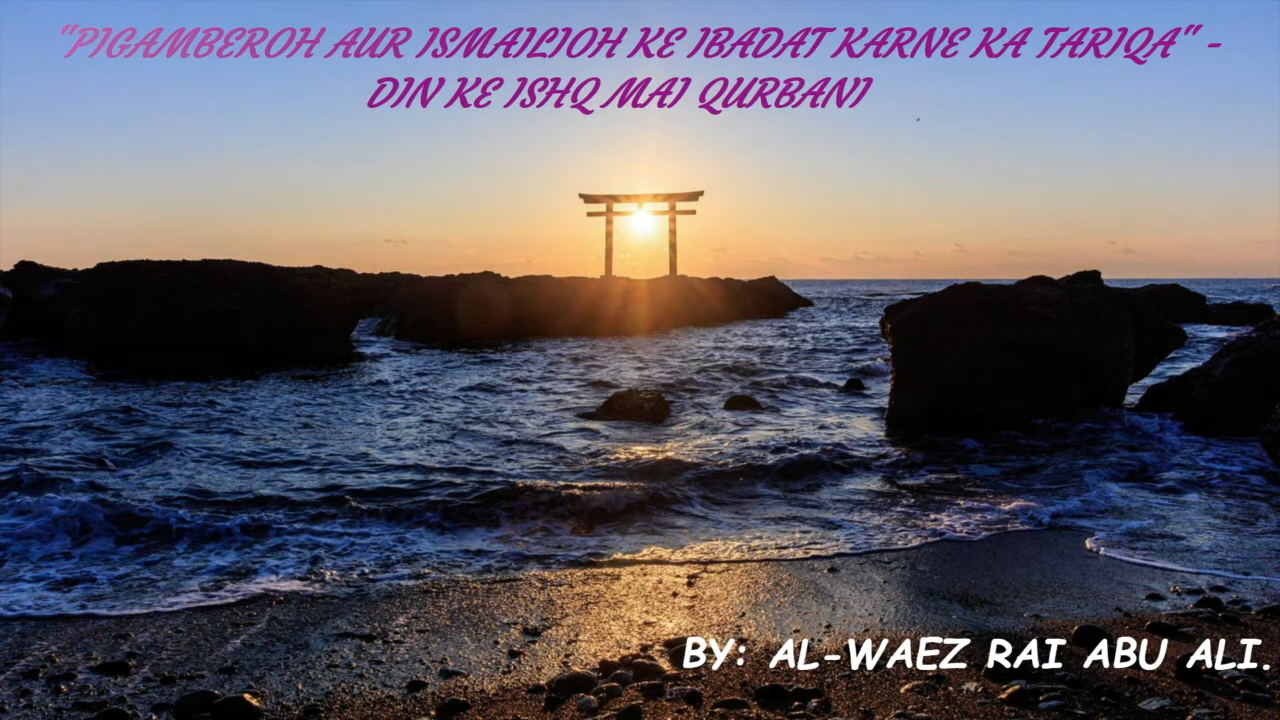 "PIGAMBEROH AUR ISMAILIOH KE IBADAT KARNE KA TARIQA" -
DIN KE ISHQ MAI QURBANI
BY: AL-WAEZ RAI ABU ALI.